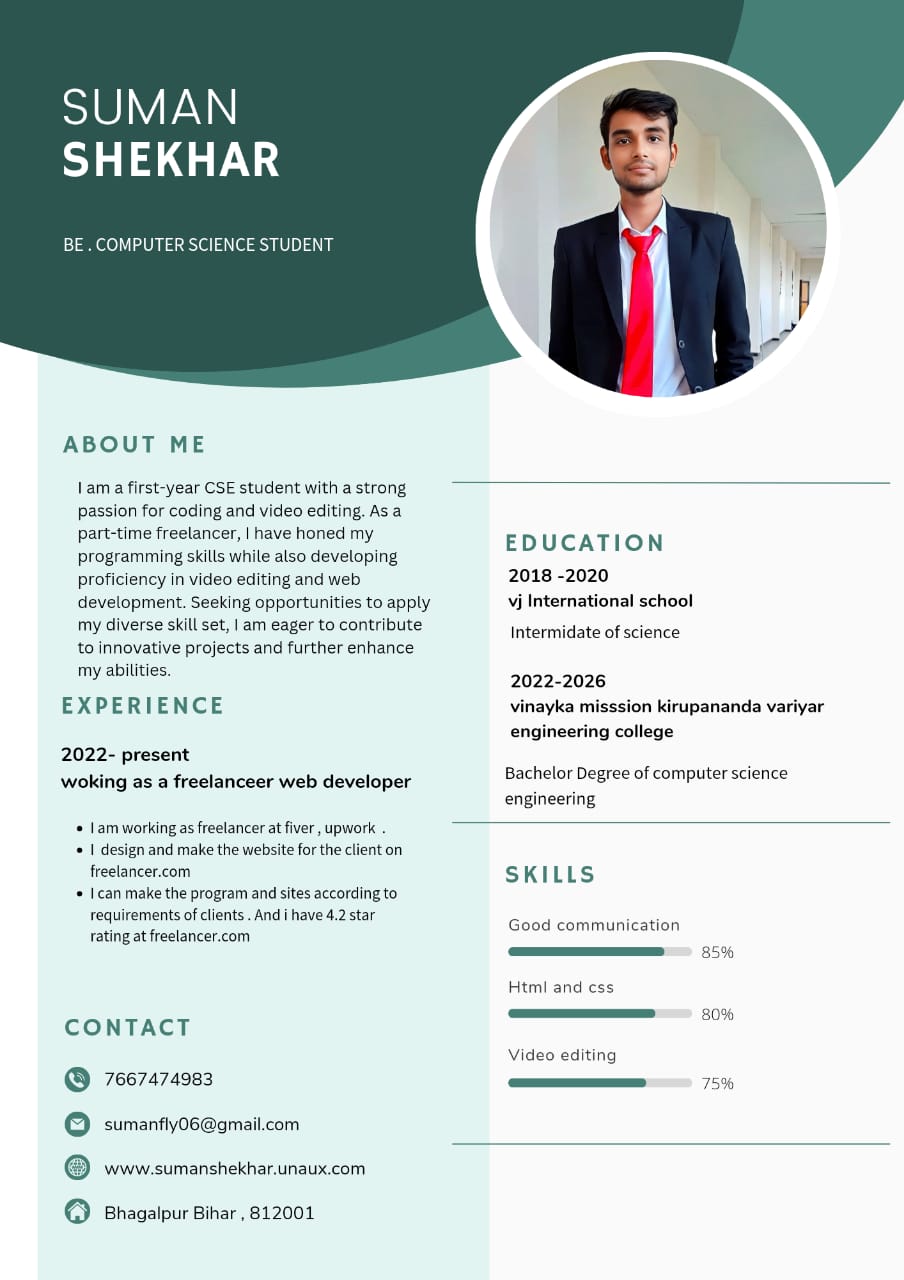 SUMAN
SHEKHAR
BE . COMPUTER SCIENCE STUDENT
ABOUT ME
I am a first-year CSE student with a strong
passion for coding and video editing. As a
part-time freelancer, I have honed my
programming skills while also developing
proficiency in video editing and web
development. Seeking opportunities to apply
my diverse skill set, I am eager to contribute
to innovative projects and further enhance
my abilities.
EXPERIENCE
2022- present
woking as a freelanceer web developer
• I am working as freelancer at fiver , upwork .
• I design and make the website for the client on
freelancer.com
• I can make the program and sites according to
requirements of clients . And i have 4.2 star
rating at freelancer.com
CONTACT
7667474983
sumanfly06@gmail.com
www.sumanshekhar.unaux.com
Bhagalpur Bihar , 812001
EDUCATION
2018 -2020
vj International school
Intermidate of science
2022-2026
vinayka misssion kirupananda variyar
engineering college
Bachelor Degree of computer science
engineering
SKILLS
Good communication
85%
Html and css
80%
Video editing
75%